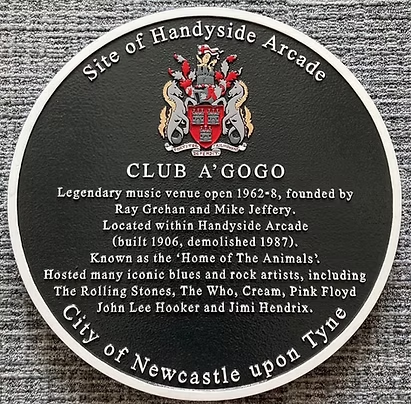 Site of Handyside Arcade
CLUB A'GOGO
Legendary music venue open 1962-8, founded by
Ray Grehan and Mike Jeffery.
Located within Handyside Arcade
(built 1906, demolished 1987).
Known as the 'Home of The Animals'.
Hosted many iconic blues and rock artists, including
The Rolling Stones, The Who, Cream, Pink Floyd
John Lee Hooker and Jimi Hendrix.
City of Newcastle upon Tyne